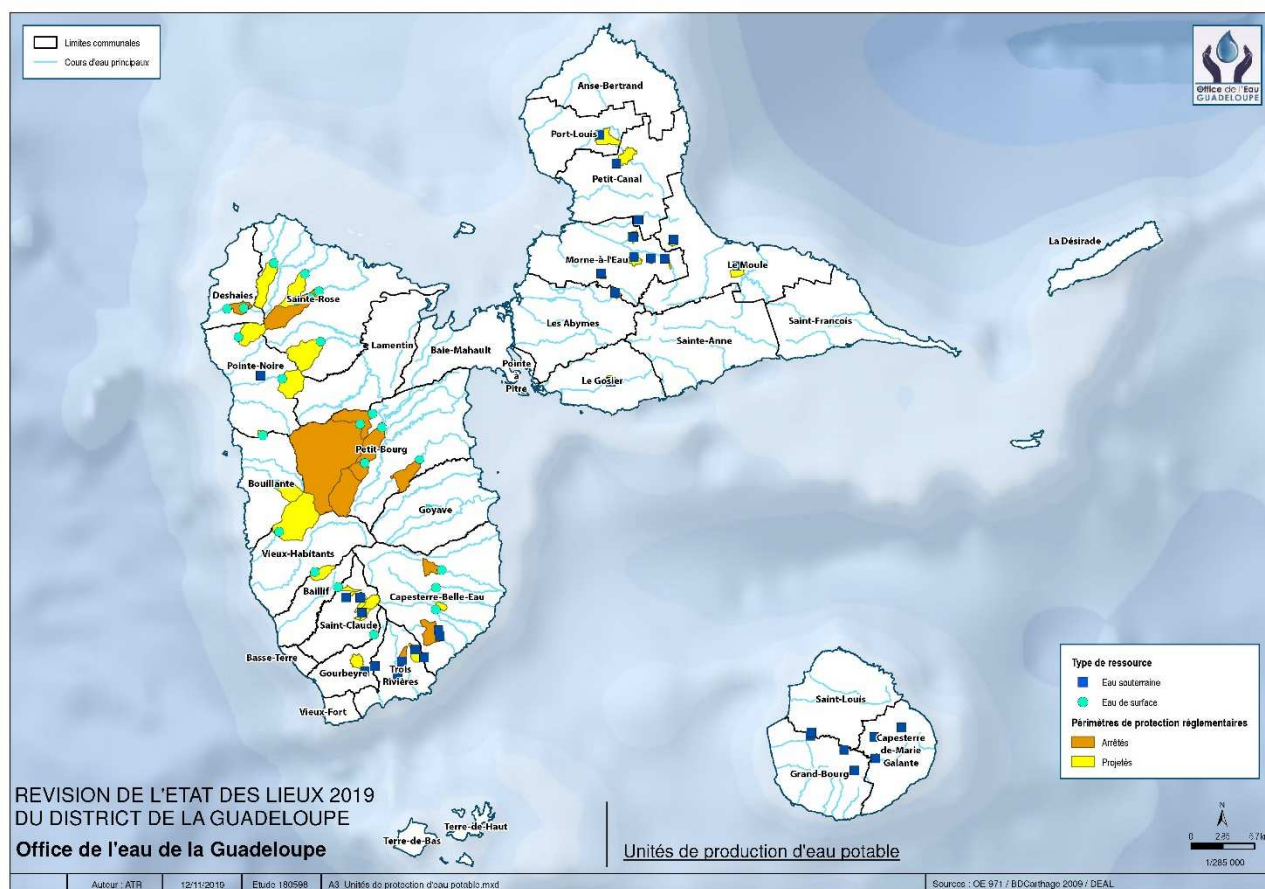 Limites communales
Cours d'eau principaux
Office de l'Eau
GUADELOUPE
Anse-Bertrand
Port-Louis
Petit-Canal
La Désirade
Morne-à-l'Eau
Le Moule
Deshaies
Sainte-Rose
Les Abymes
Saint-François
Sainte-Anne
Lamentin
Baie-Mahault
Pointe
à
Pitre
Pointe-Noire
Le Gosier
Petit-Bourg
Bouillante
Goyave
Vieux-Habitants
Baillif
Capesterre-Belle-Eau
Saint-Claude
Basse-Terre
Gourbeyre
Trois
Rivières
Vieux-Fort
Saint-Louis
Capesterre
de-Marie
Galante
Grand-Bourg
Type de ressource
Eau souterraine
Eau de surface
Périmètres de protection réglementaires
Arrêtés
Projetés
REVISION DE L'ETAT DES LIEUX 2019
DU DISTRICT DE LA GUADELOUPE
Office de l'eau de la Guadeloupe
Terre-de-Haut
Terre-de-Bas
Unités de production d'eau potable
N
1/285 000
Auteur : ATR 12/11/2019 Etude 180598 A3_Unités de protection d'eau potable.mxd Sources : OE 971 / BDCarthage 2009 / DEAL